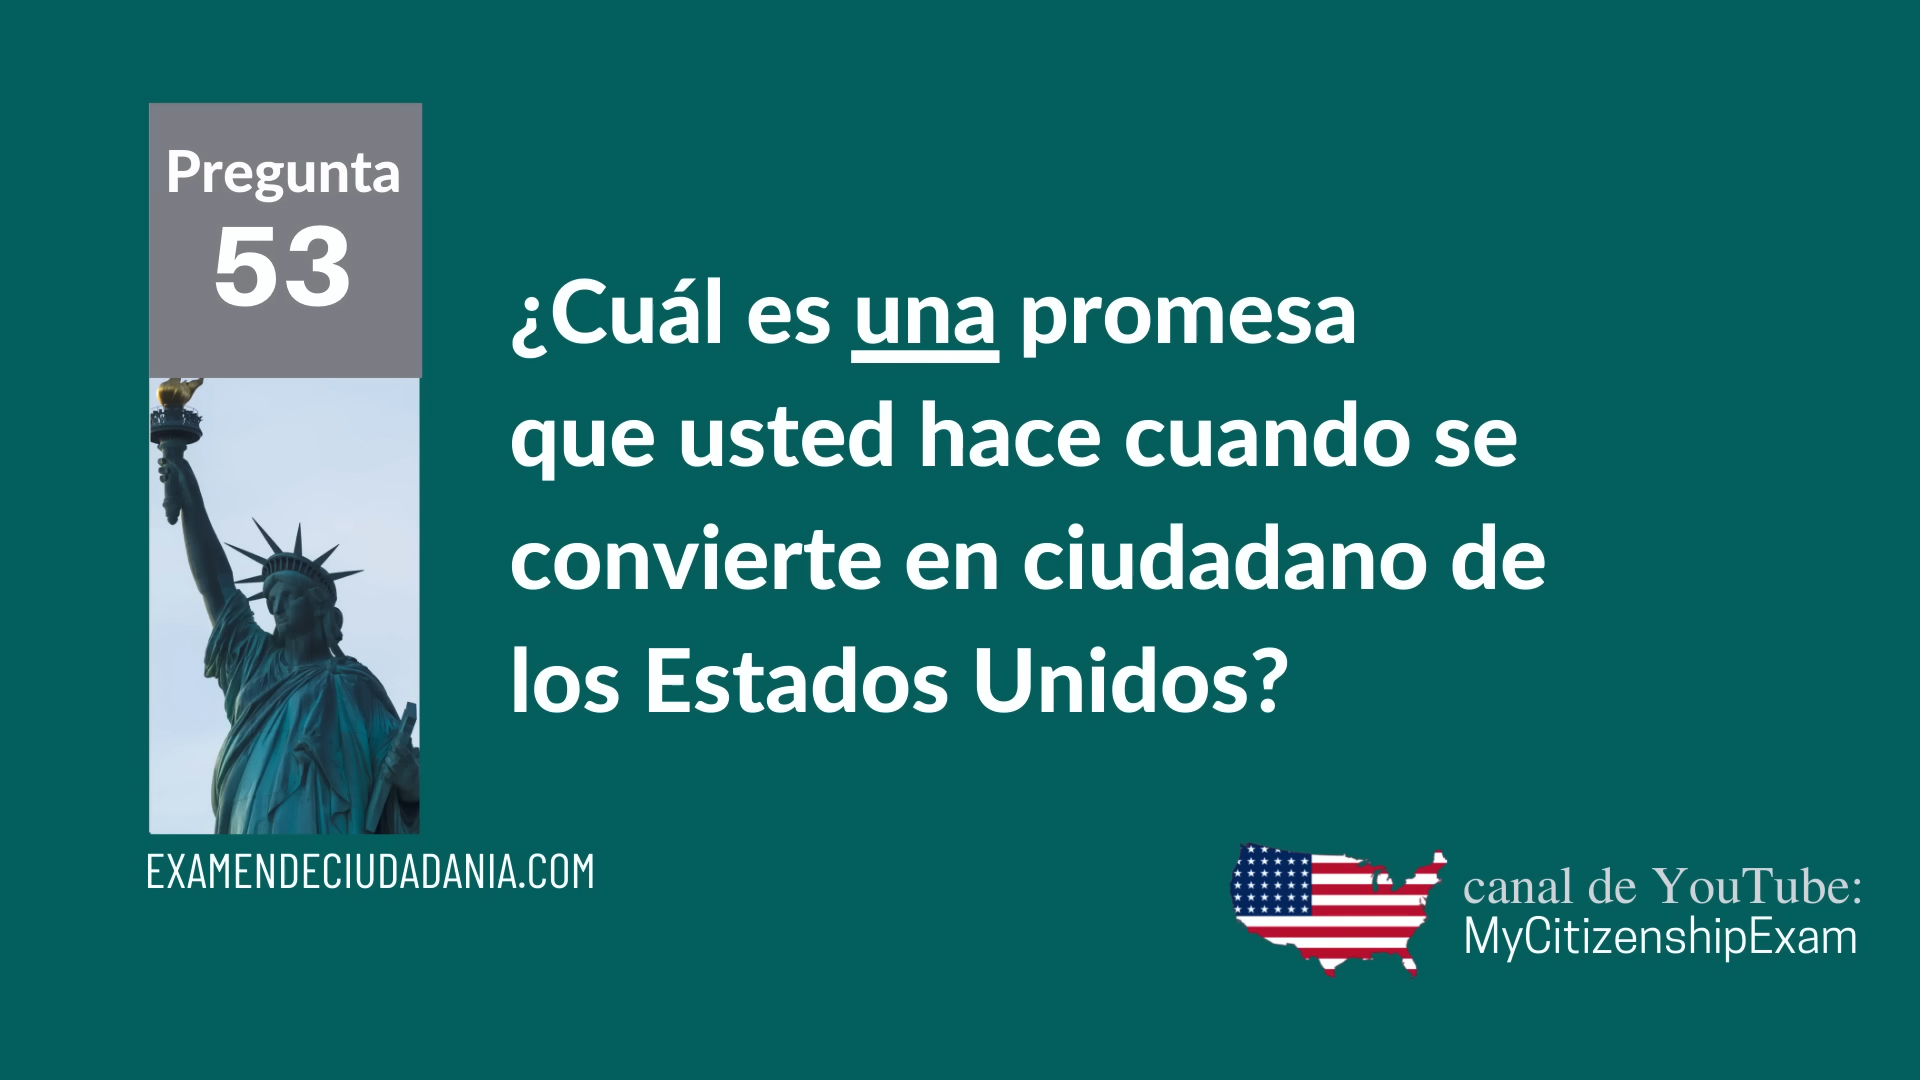 Pregunta
53
¿Cuál es una promesa
que usted hace cuando se
convierte en ciudadano de
los Estados Unidos?
EXAMENDECIUDADANIA.COM
canal de YouTube:
MyCitizenshipExam